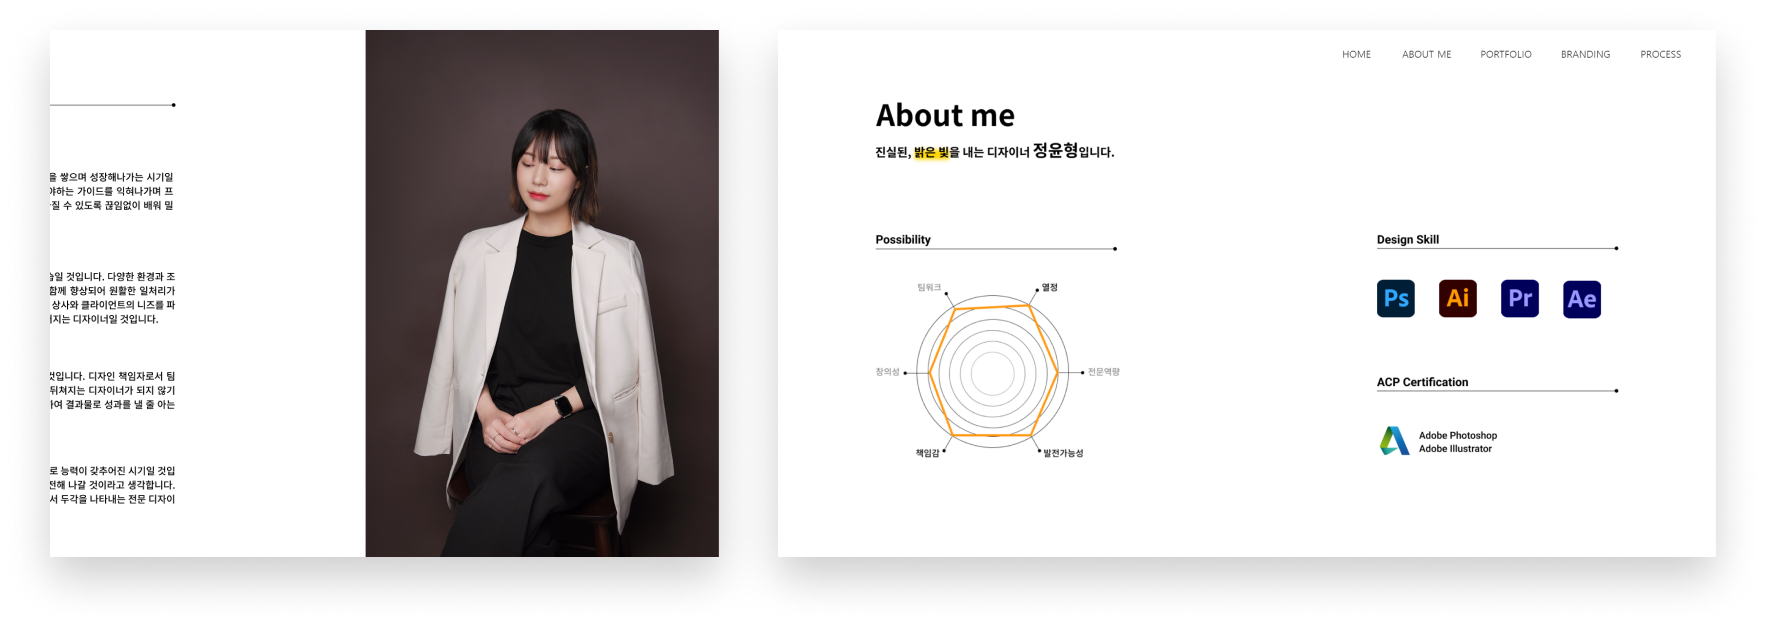 을 쌓으며 성장해나가는 시기일
야하는 가이드를 익혀나가며 프
질 수 있도록 끊임없이 배워 밀
습일 것입니다. 다양한 환경과 조
함께 향상되어 원활한 일처리가
상사와 클라이언트의 니즈를 파
지는 디자이너일 것입니다.
것입니다. 디자인 책임자로서 팀
뒤쳐지는 디자이너가 되지 않기
하여 결과물로 성과를 낼 줄 아는
로 능력이 갖추어진 시기일 것입
전해 나갈 것이라고 생각합니다.
서 두각을 나타내는 전문 디자이
HOME ABOUT ME PORTFOLIO BRANDING PROCESS
About me
진실된, 밝은 빛을 내는 디자이너 정윤형입니다.
Possibility
팀워크 열정
창의성 전문역량
책임감 발전가능성
Design Skill
Ps Ai Pr Ae
ACP Certification
Adobe Photoshop
Adobe Illustrator